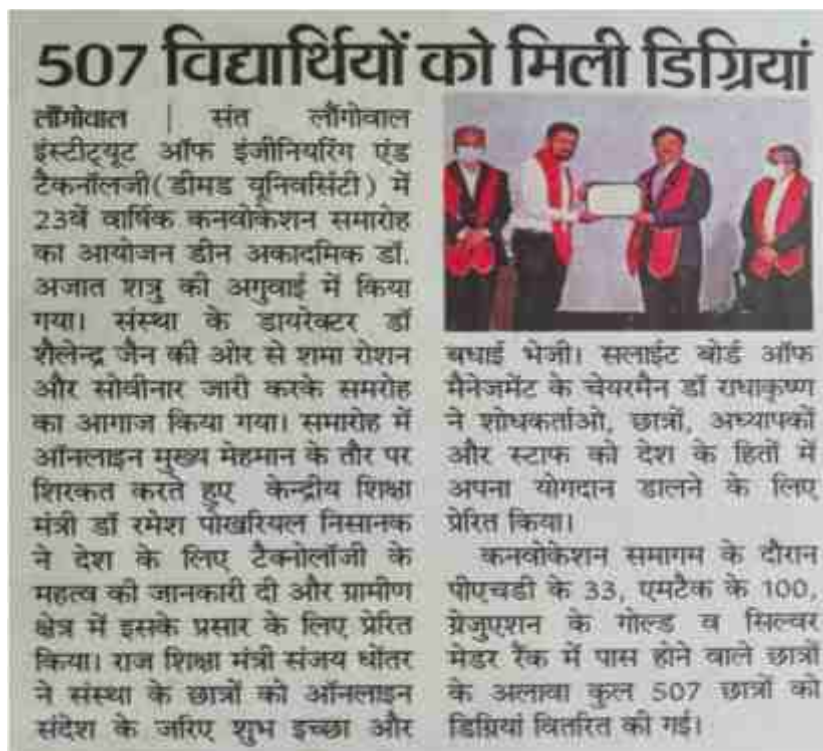 507 विद्यार्थियों को मिली डिग्रियां
लौंगोवाल | संत लौंगोवाल
इंस्टीट्यूट ऑफ इंजीनियरिंग एंड
टैकनॉलजी(डीमड यूनिवर्सिटी) में
23वें वार्षिक कनवोकेशन समारोह
का आयोजन डीन अकादमिक डॉ.
अजात शत्रु की अगुवाई में किया
गया। संस्था के डायरेक्टर डॉ
शैलेन्द्र जैन की ओर से शमा रोशन
और सोवीनार जारी करके समरोह
का आगाज किया गया। समारोह में
ऑनलाइन मुख्य मेहमान के तौर पर
शिरकत करते हुए केन्द्रीय शिक्षा
मंत्री डॉ रमेश पोखरियल निसानक
ने देश के लिए टैक्नोलॉजी के
महत्व की जानकारी दी और ग्रामीण
क्षेत्र में इसके प्रसार के लिए प्रेरित
किया। राज शिक्षा मंत्री संजय धोंतर
ने संस्था के छात्रों को ऑनलाइन
संदेश के जरिए शुभ इच्छा और
बधाई भेजी। सलाईट बोर्ड ऑफ
मैनेजमेंट के चेयरमैन डॉ राधाकृष्ण
ने शोधकर्ताओं, छात्रों, अध्यापकों
और स्टाफ को देश के हितों में
अपना योगदान डालने के लिए
प्रेरित किया।
कनवोकेशन समागम के दौरान
पीएचडी के 33, एमटैक के 100,
ग्रेजुएशन के गोल्ड व सिल्वर
मेडर रैंक में पास होने वाले छात्रों
के अलावा कुल 507 छात्रों को
डिग्रियां वितरित की गई।